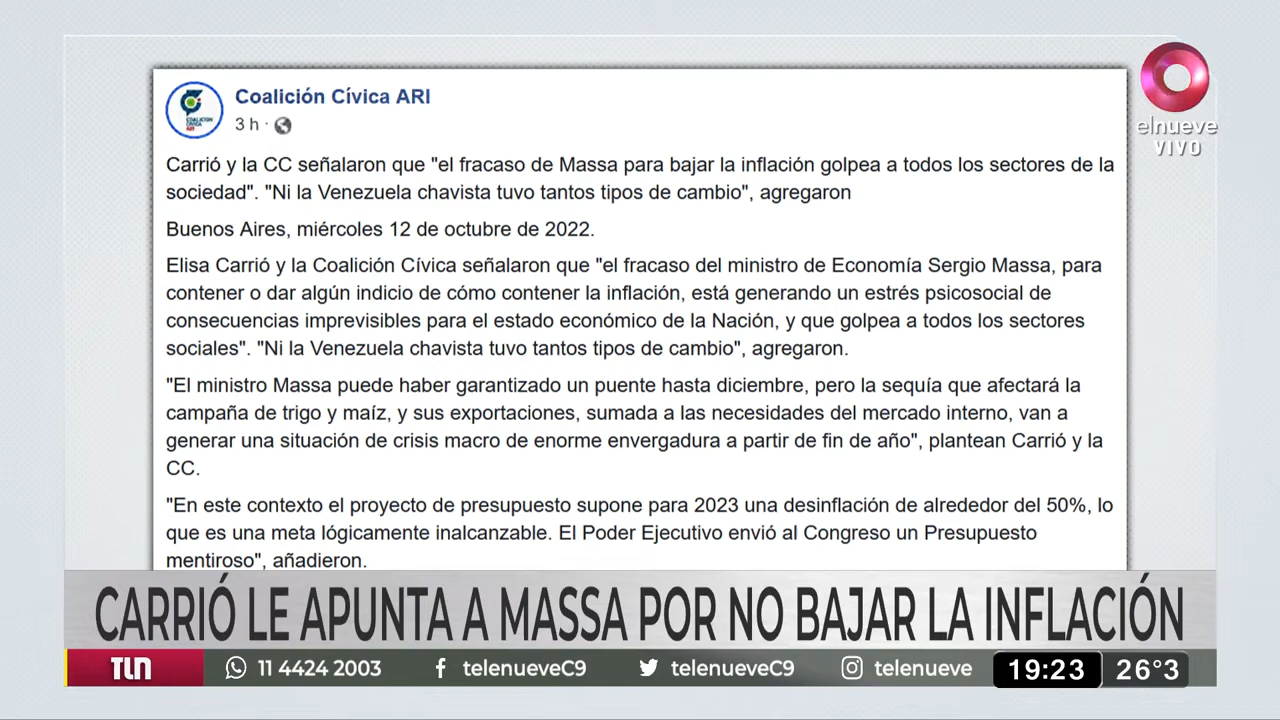 Coalición Cívica ARI
3 h ·
COALICION
CIVICA
ARI
elnueve
VIVO
Carrió y la CC señalaron que "el fracaso de Massa para bajar la inflación golpea a todos los sectores de la
sociedad". "Ni la Venezuela chavista tuvo tantos tipos de cambio", agregaron
Buenos Aires, miércoles 12 de octubre de 2022.
Elisa Carrió y la Coalición Cívica señalaron que "el fracaso del ministro de Economía Sergio Massa, para
contener o dar algún indicio de cómo contener la inflación, está generando un estrés psicosocial de
consecuencias imprevisibles para el estado económico de la Nación, y que golpea a todos los sectores
sociales". "Ni la Venezuela chavista tuvo tantos tipos de cambio", agregaron.
"El ministro Massa puede haber garantizado un puente hasta diciembre, pero la sequía que afectará la
campaña de trigo y maíz, y sus exportaciones, sumada a las necesidades del mercado interno, van a
generar una situación de crisis macro de enorme envergadura a partir de fin de año", plantean Carrió y la
CC.
"En este contexto el proyecto de presupuesto supone para 2023 una desinflación de alrededor del 50%, lo
que es una meta lógicamente inalcanzable. El Poder Ejecutivo envió al Congreso un Presupuesto
mentiroso", añadieron.
CARRIÓ LE APUNTA A MASSA POR NO BAJAR LA INFLACIÓN
TLN 11 4424 2003 telenueveC9 telenueveC9 telenueve 19:23 26°3